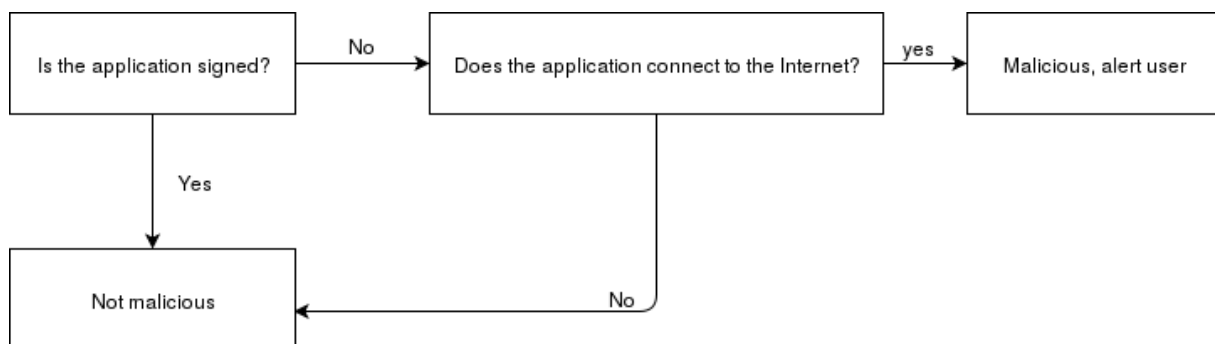 Is the application signed?
No
Does the application connect to the Internet?
yes
Malicious, alert user
Yes
Not malicious
No